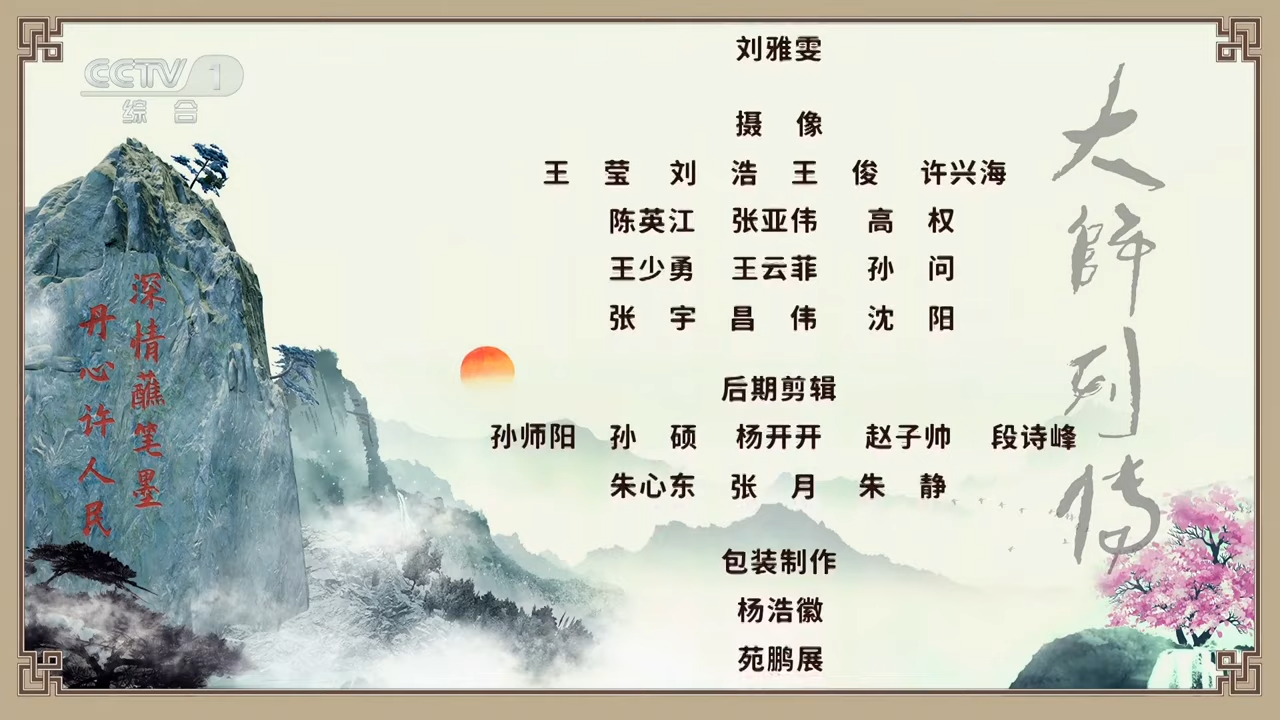 CCTV 1
综 合
刘雅雯
摄 像
王 莹 刘 浩 王 俊 许兴海
陈英江 张亚伟 高 权
王少勇 王云菲 孙 问
张 宇 昌 伟 沈 阳
后期剪辑
孙师阳 孙 硕 杨开开 赵子帅 段诗峰
朱心东 张 月 朱 静
包装制作
杨浩徽
苑鹏展
大师列传
深情蘸笔墨
丹心许人民